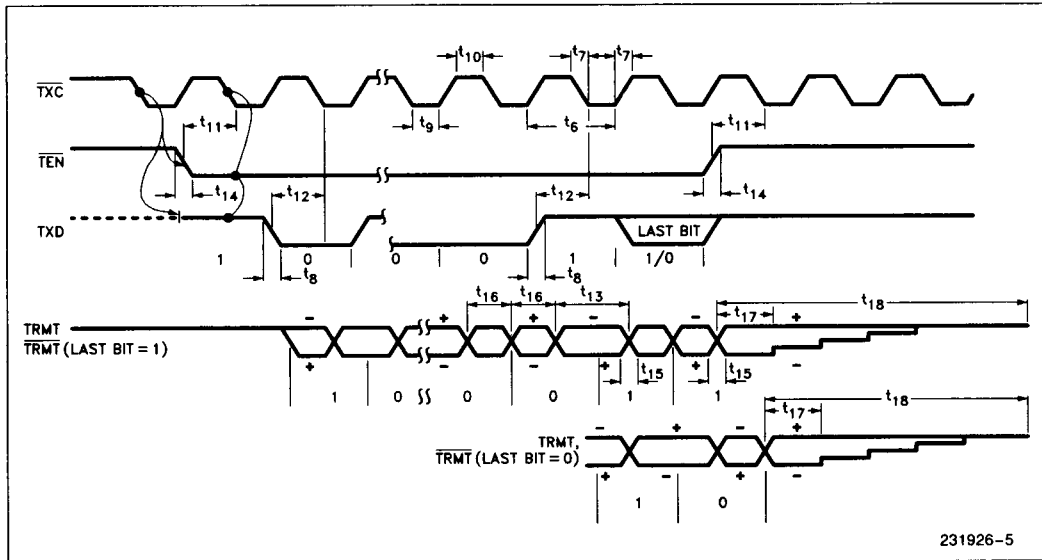 t10
t7
t7
TXC
t11
t9
t6
t11
TEN
t14
t12
t12
t14
TXD
LAST BIT
1
0
0
0
1
1/0
t8
t8
t16
t16
t13
t18
t17
TRMT
- + + - - +
TRMT (LAST BIT = 1)
+ - - + + -
t15
t15
1
0
0
0
1
1
t18
t17
- + - +
TRMT,
TRMT (LAST BIT = 0)
+ - + -
1
0
231926-5